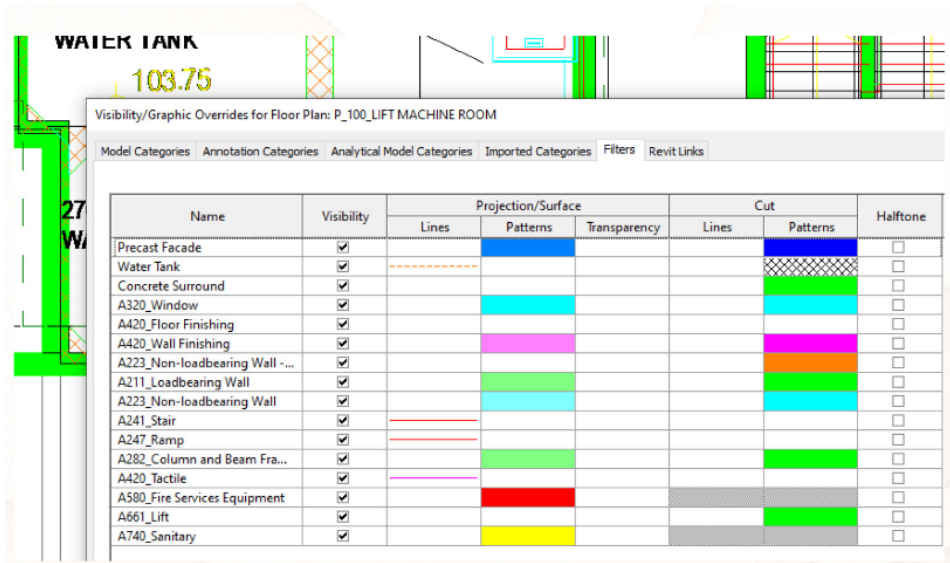 WATER TANK
103.75
Visibility/Graphic Overrides for Floor Plan: P_100_LIFT MACHINE ROOM
Model Categories Annotation Categories Analytical Model Categories Imported Categories Filters Revit Links
Name Visibility Projection/Surface Cut Halftone
Lines Patterns Transparency Lines Patterns
Precast Facade
Water Tank
Concrete Surround
A320_Window
A420_Floor Finishing
A420_Wall Finishing
A223_Non-loadbearing Wall -...
A211_Loadbearing Wall
A223_Non-loadbearing Wall
A241_Stair
A247_Ramp
A282_Column and Beam Fra...
A420_Tactile
A580_Fire Services Equipment
A661_Lift
A740_Sanitary